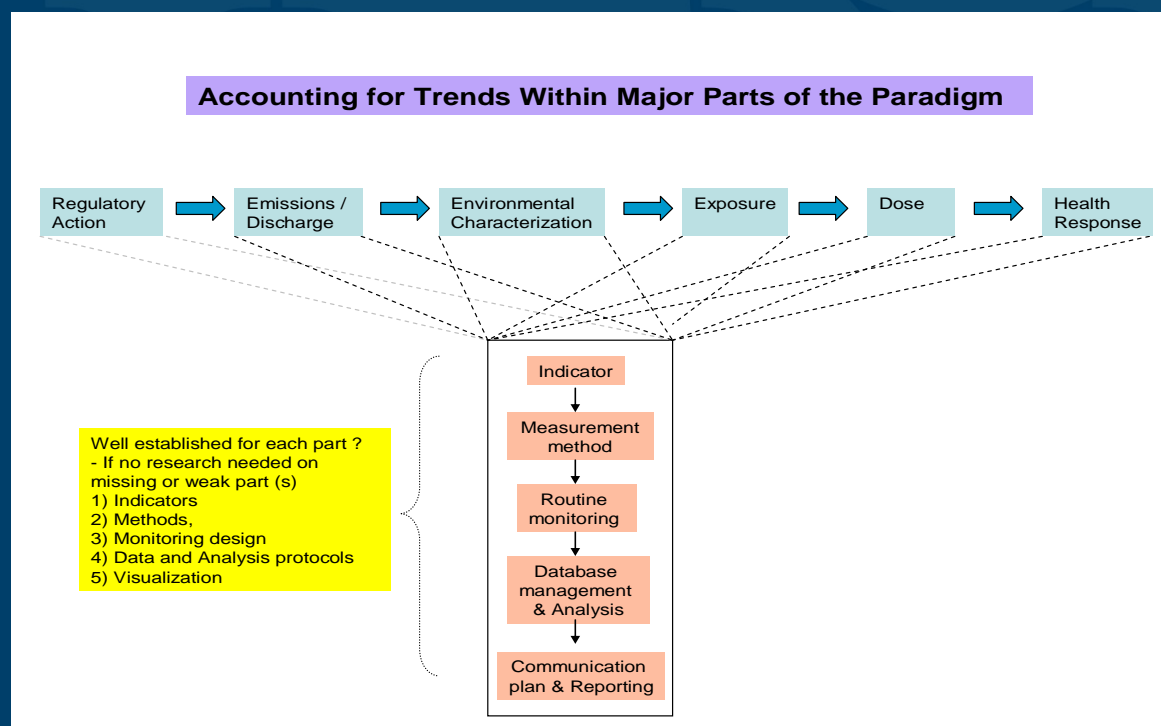 Accounting for Trends Within Major Parts of the Paradigm
Regulatory
Action
Emissions /
Discharge
Environmental
Characterization
Exposure
Dose
Health
Response
Indicator
Measurement
method
Routine
monitoring
Database
management
& Analysis
Communication
plan & Reporting
Well established for each part ?
- If no research needed on
missing or weak part (s)
1) Indicators
2) Methods,
3) Monitoring design
4) Data and Analysis protocols
5) Visualization